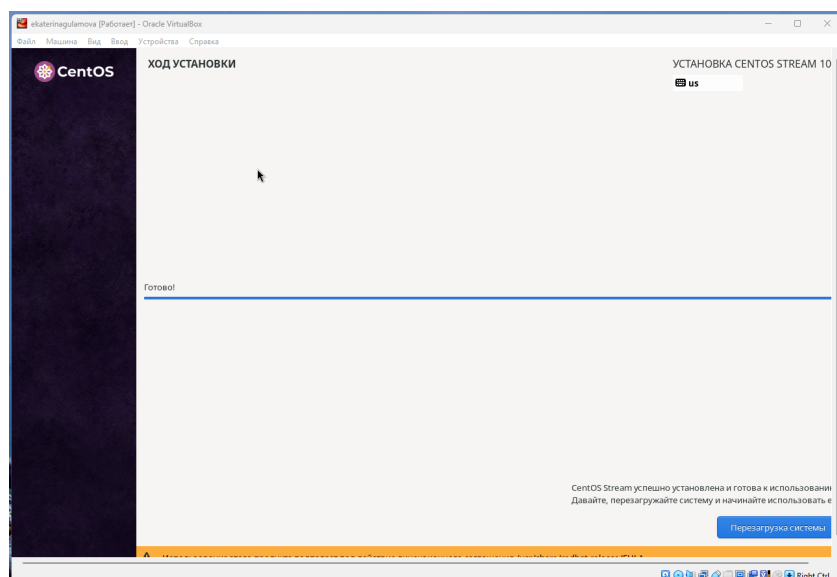 ekaterinagulamova [Работает] - Oracle VirtualBox
Файл Машина Вид Ввод Устройства Справка
CentOS
ХОД УСТАНОВКИ
УСТАНОВКА CENTOS STREAM 10
us
Готово!
CentOS Stream успешно установлена и готова к использовани
Давайте, перезагружайте систему и начинайте использовать е
Перезагрузка системы
Right Ctrl